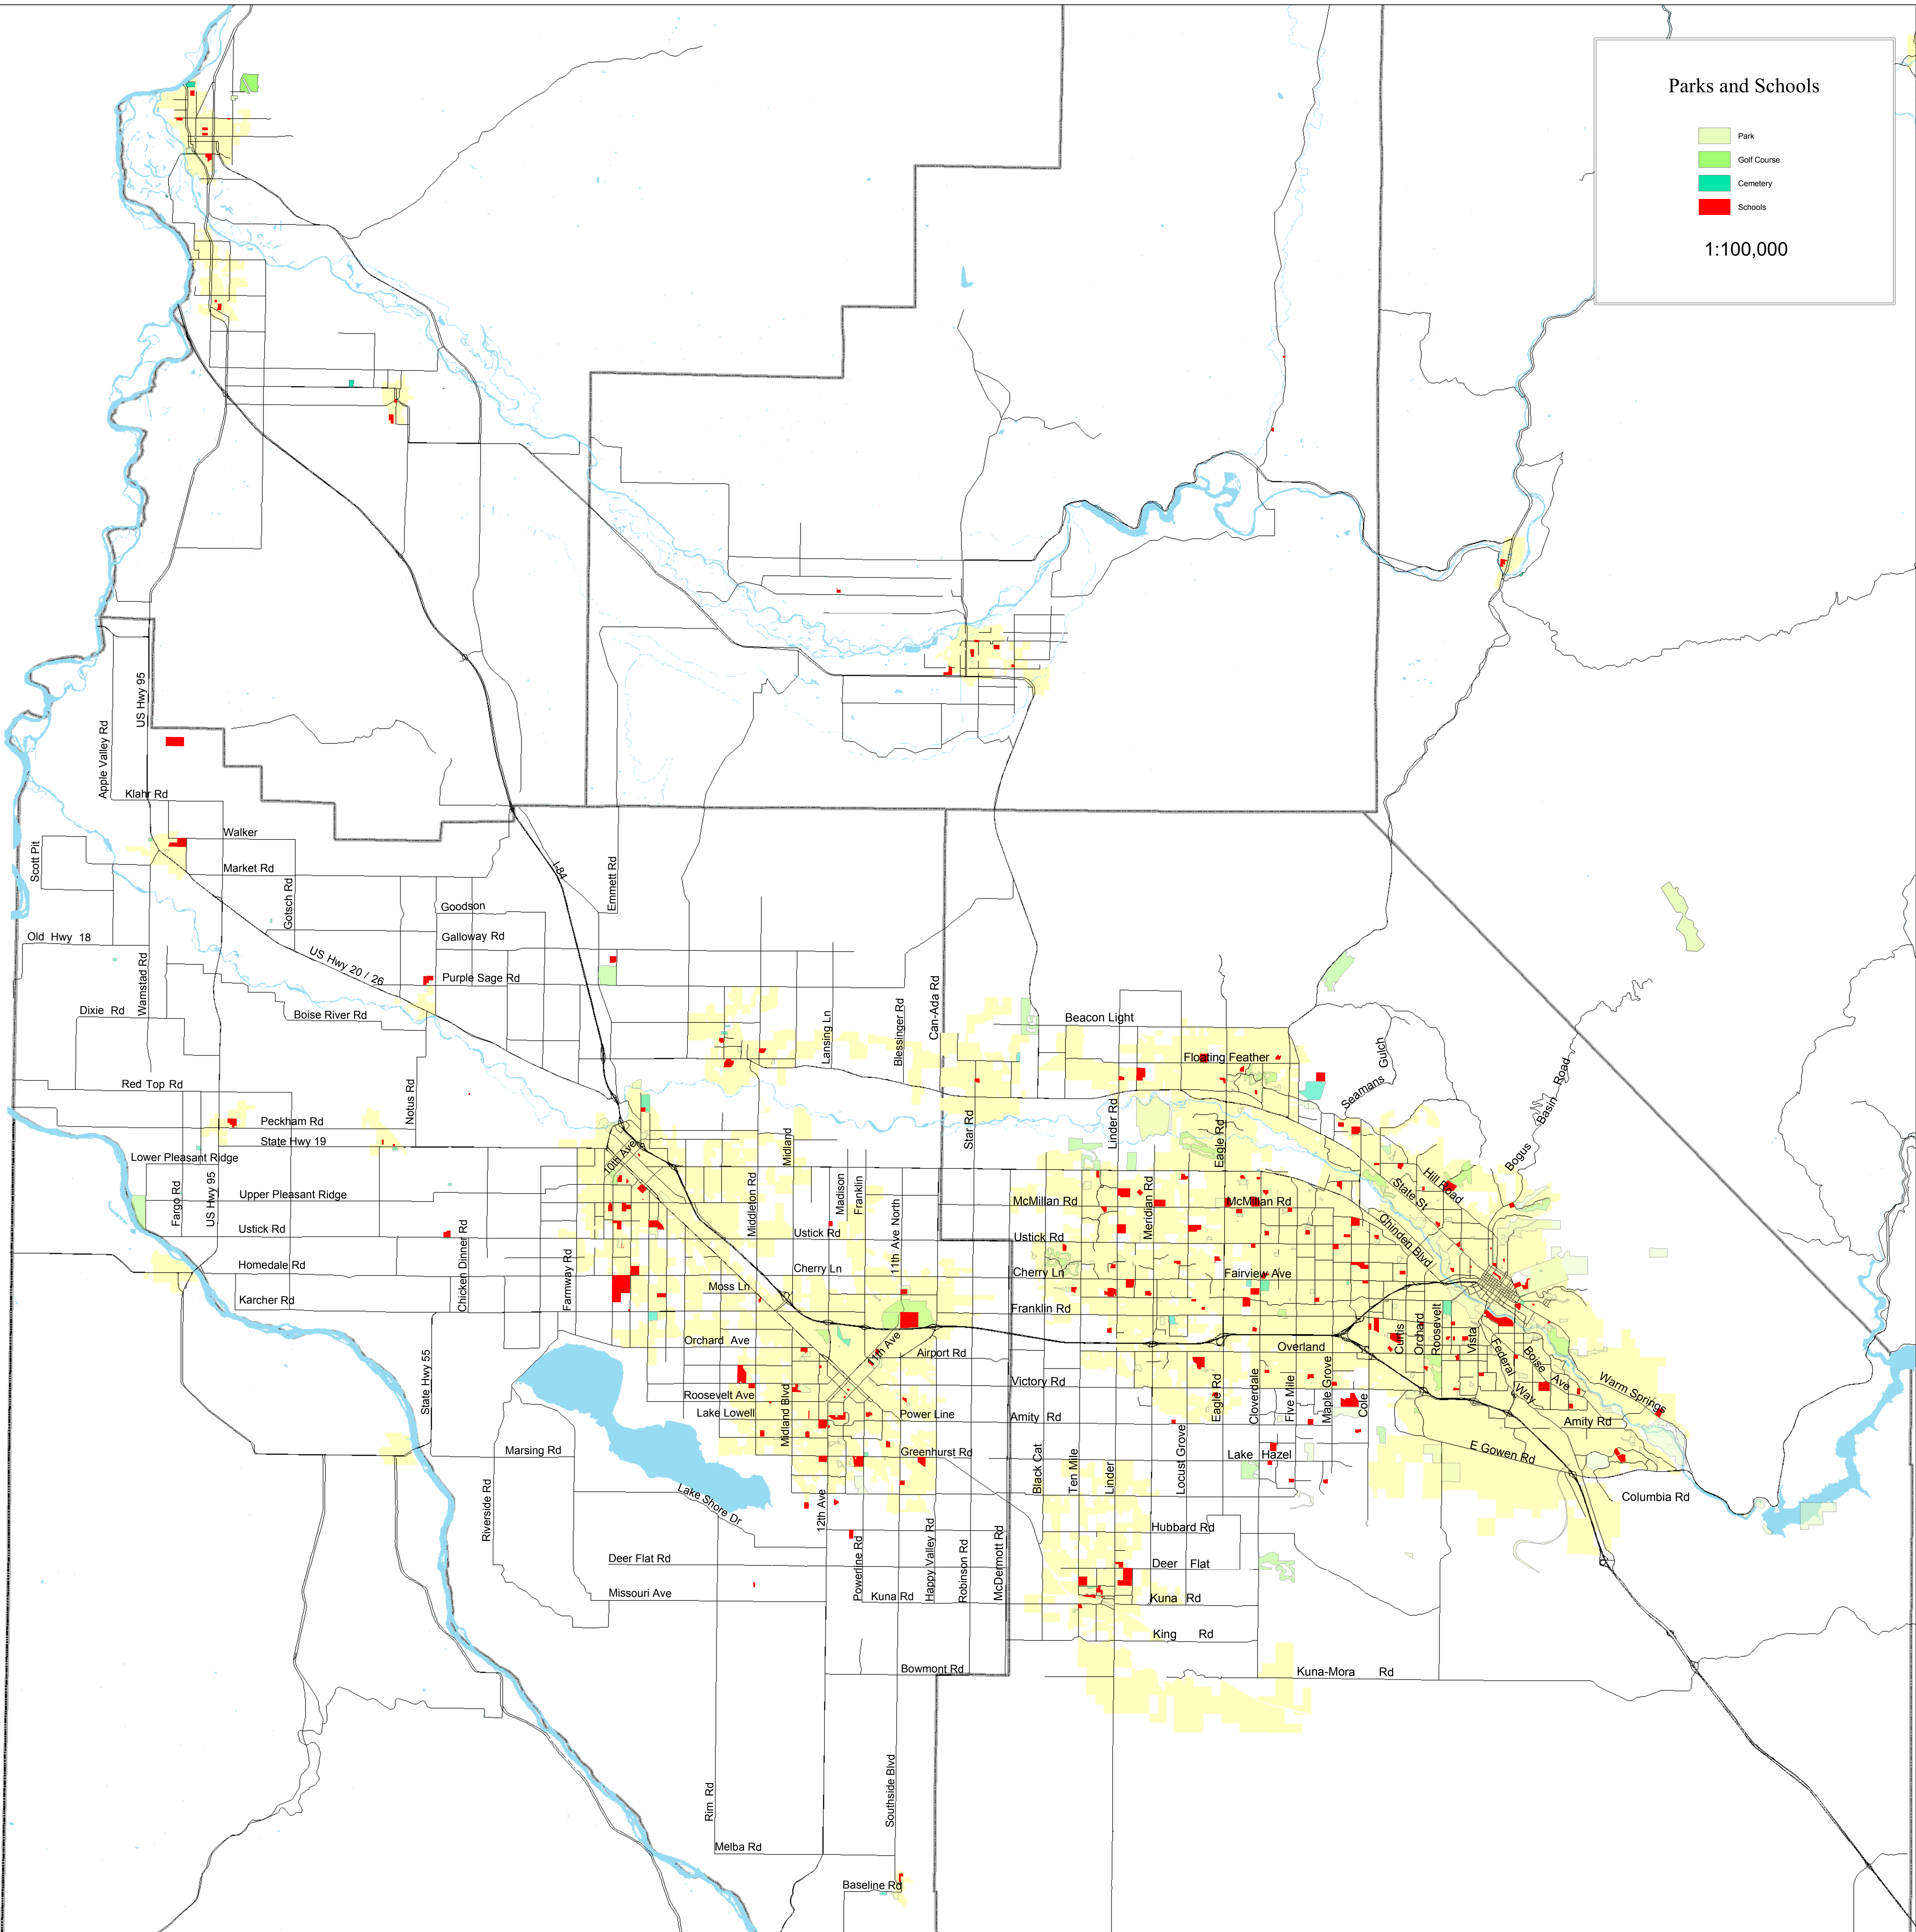 Parks and Schools
Park
Golf Course
Cemetery
Schools
1:100,000
US Hwy 95
Apple Valley Rd
Klahr Rd
Walker
Scott Pit
Market Rd
I-84
Emmett Rd
Gotsch Rd
Goodson
Old Hwy 18
Galloway Rd
US Hwy 20 / 26
Wamstad Rd
Purple Sage Rd
Dixie Rd
Boise River Rd
Lansing Ln
Blessinger Rd
Can-Ada Rd
Beacon Light
Floating Feather
Seamans Gulch
Bogus Basin Road
Red Top Rd
Notus Rd
Peckham Rd
State Hwy 19
Lower Pleasant Ridge
Star Rd
Linder Rd
Eagle Rd
10th Ave
Midland
Fargo Rd
US Hwy 95
Upper Pleasant Ridge
Middleton Rd
Madison
Franklin
11th Ave North
McMillan Rd
Meridian Rd
McMillan Rd
State St
Hill Road
Ustick Rd
Chicken Dinner Rd
Ustick Rd
Ustick Rd
Chinden Blvd
Homedale Rd
Farmway Rd
Cherry Ln
Cherry Ln
Fairview Ave
Moss Ln
Karcher Rd
Franklin Rd
Curtis
Orchard
Roosevelt
Vista
Orchard Ave
11th Ave
Airport Rd
Overland
Federal Way
Boise Ave
State Hwy 55
Victory Rd
Roosevelt Ave
Midland Blvd
Lake Lowell
Power Line
Amity Rd
Eagle Rd
Cloverdale
Five Mile
Maple Grove
Cole
Warm Springs
Amity Rd
Marsing Rd
Greenhurst Rd
Black Cat
Ten Mile
Linder
Locust Grove
Lake Hazel
E Gowen Rd
Riverside Rd
Lake Shore Dr
12th Ave
Columbia Rd
Hubbard Rd
Deer Flat Rd
Powerline Rd
Happy Valley Rd
Robinson Rd
McDermott Rd
Deer Flat
Missouri Ave
Kuna Rd
Kuna Rd
King Rd
Bowmont Rd
Kuna-Mora Rd
Rim Rd
Southside Blvd
Melba Rd
Baseline Rd